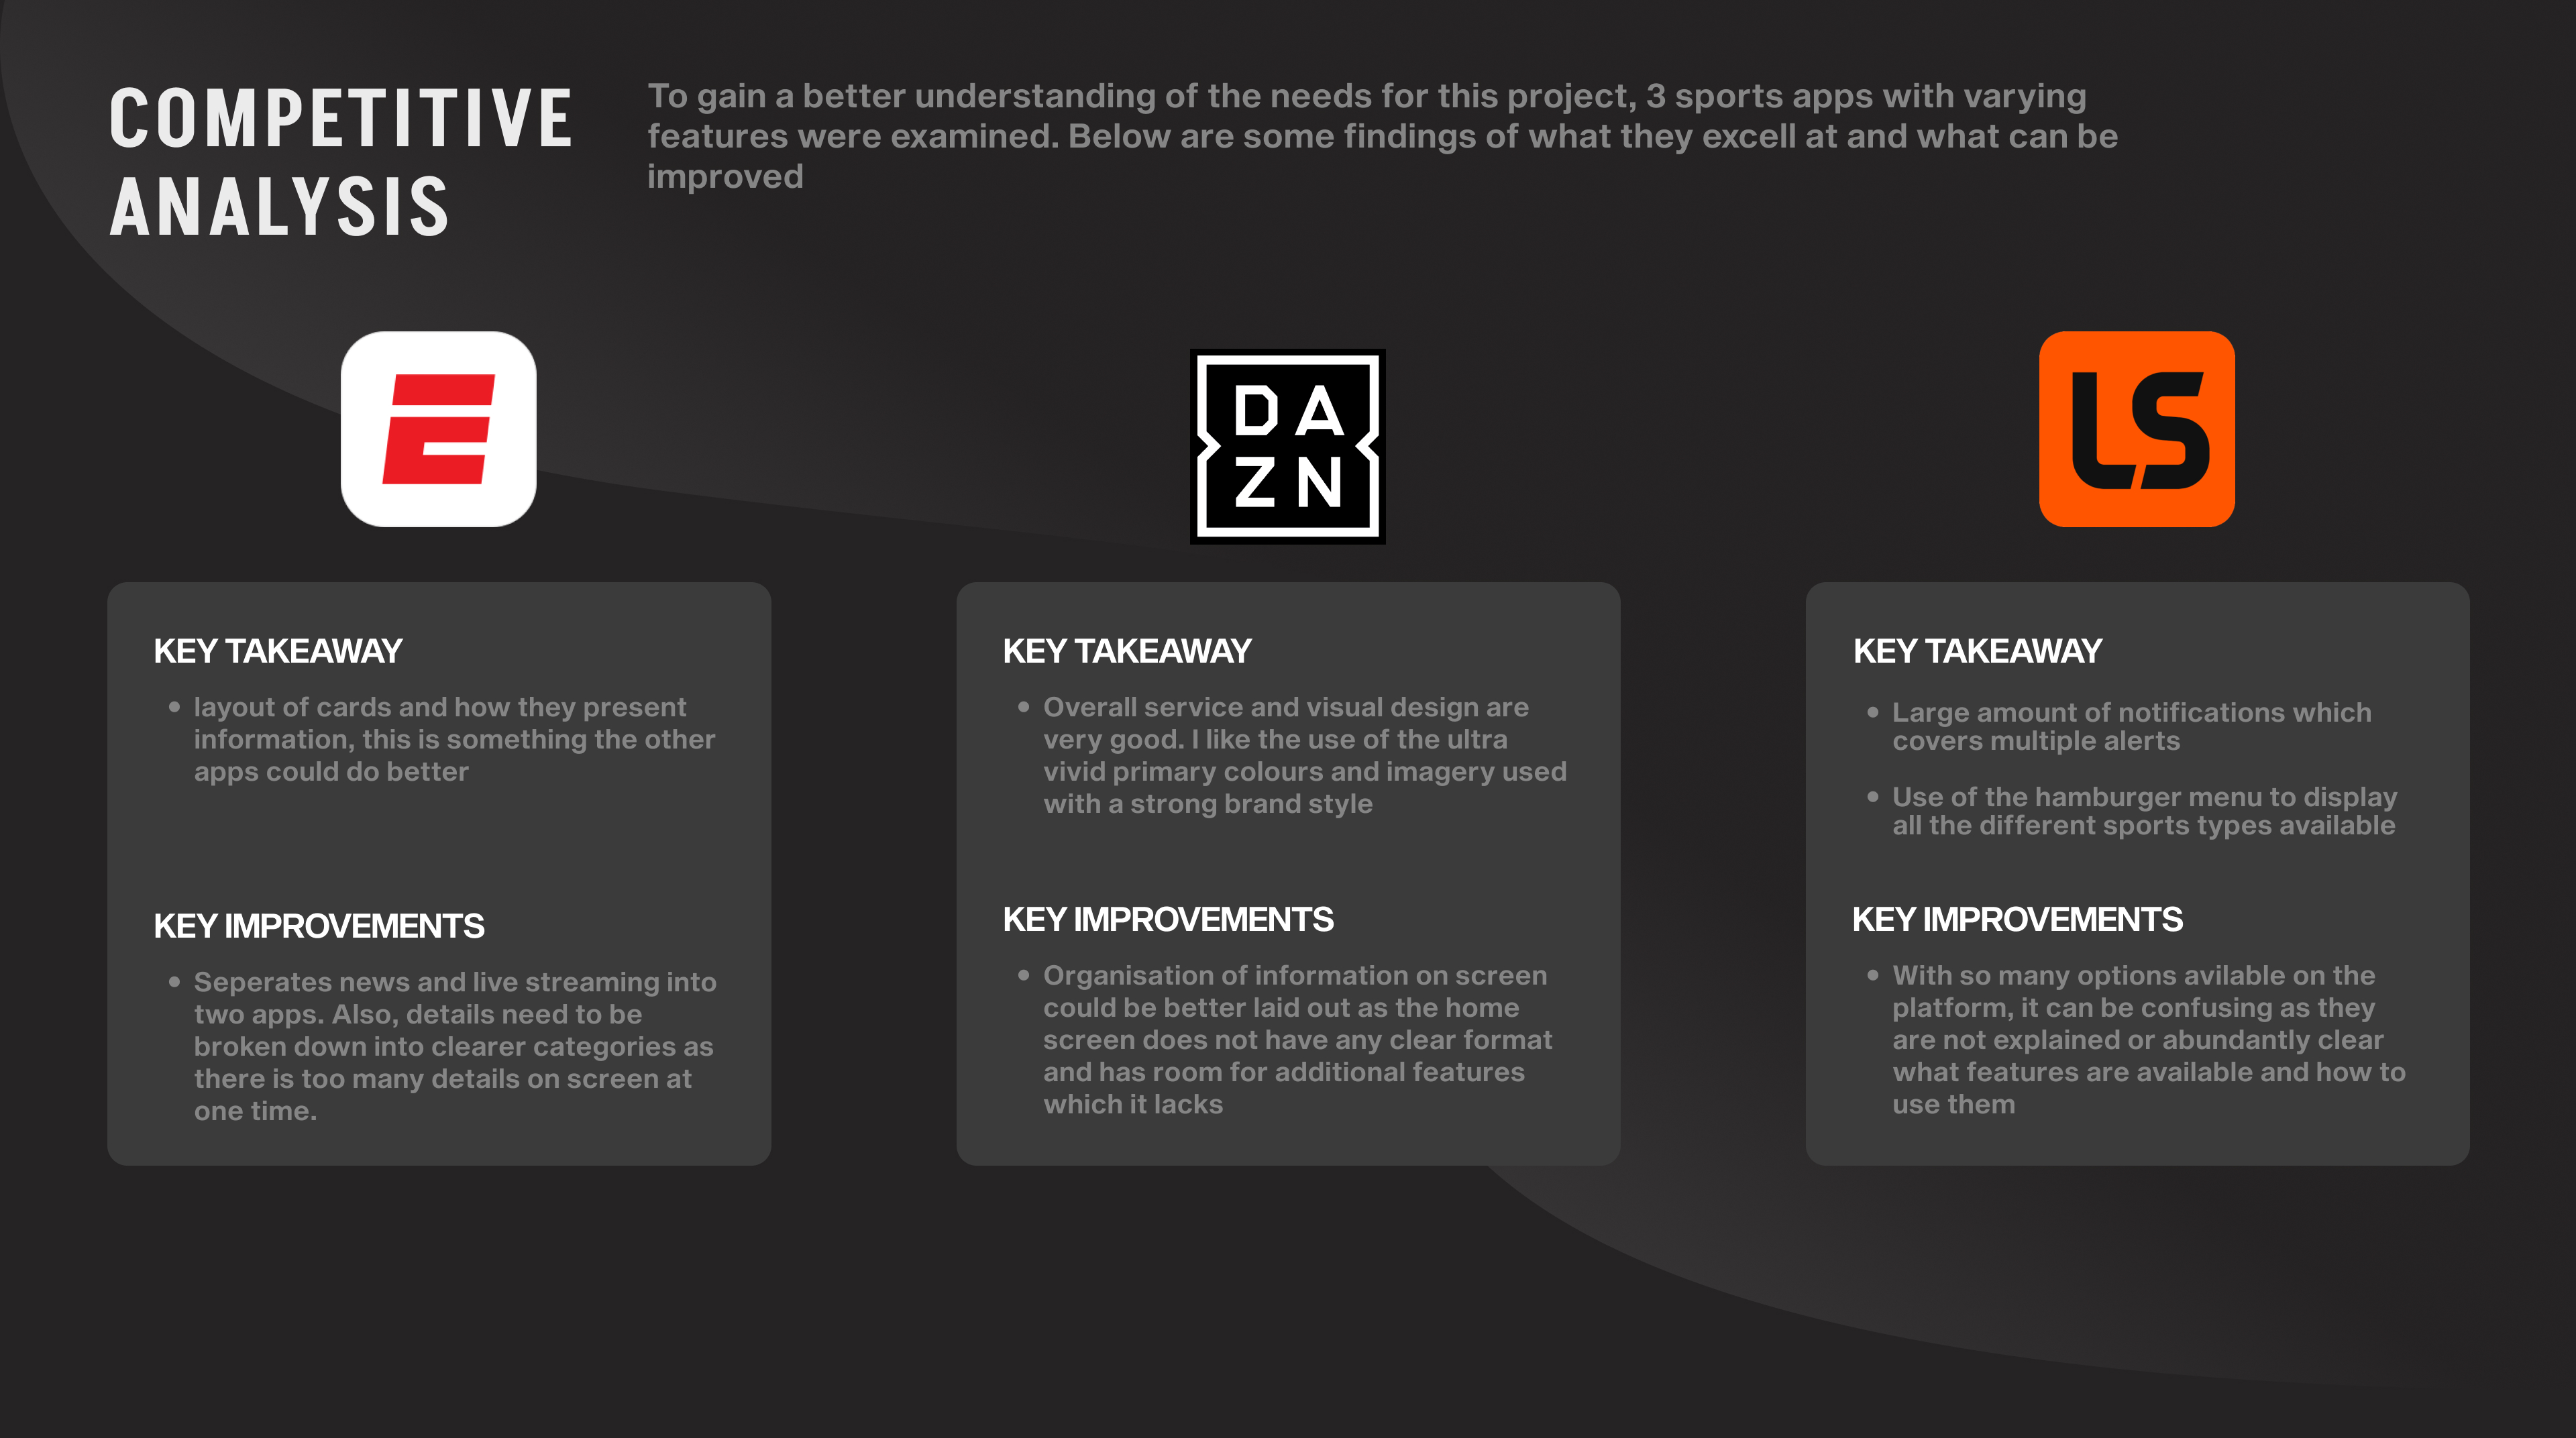 COMPETITIVE
ANALYSIS
To gain a better understanding of the needs for this project, 3 sports apps with varying
features were examined. Below are some findings of what they excell at and what can be
improved
E
DA
ZN
LS
KEY TAKEAWAY
• layout of cards and how they present
information, this is something the other
apps could do better
KEY IMPROVEMENTS
• Seperates news and live streaming into
two apps. Also, details need to be
broken down into clearer categories as
there is too many details on screen at
one time.
KEY TAKEAWAY
• Overall service and visual design are
very good. I like the use of the ultra
vivid primary colours and imagery used
with a strong brand style
KEY IMPROVEMENTS
• Organisation of information on screen
could be better laid out as the home
screen does not have any clear format
and has room for additional features
which it lacks
KEY TAKEAWAY
• Large amount of notifications which
covers multiple alerts
• Use of the hamburger menu to display
all the different sports types available
KEY IMPROVEMENTS
• With so many options avilable on the
platform, it can be confusing as they
are not explained or abundantly clear
what features are available and how to
use them